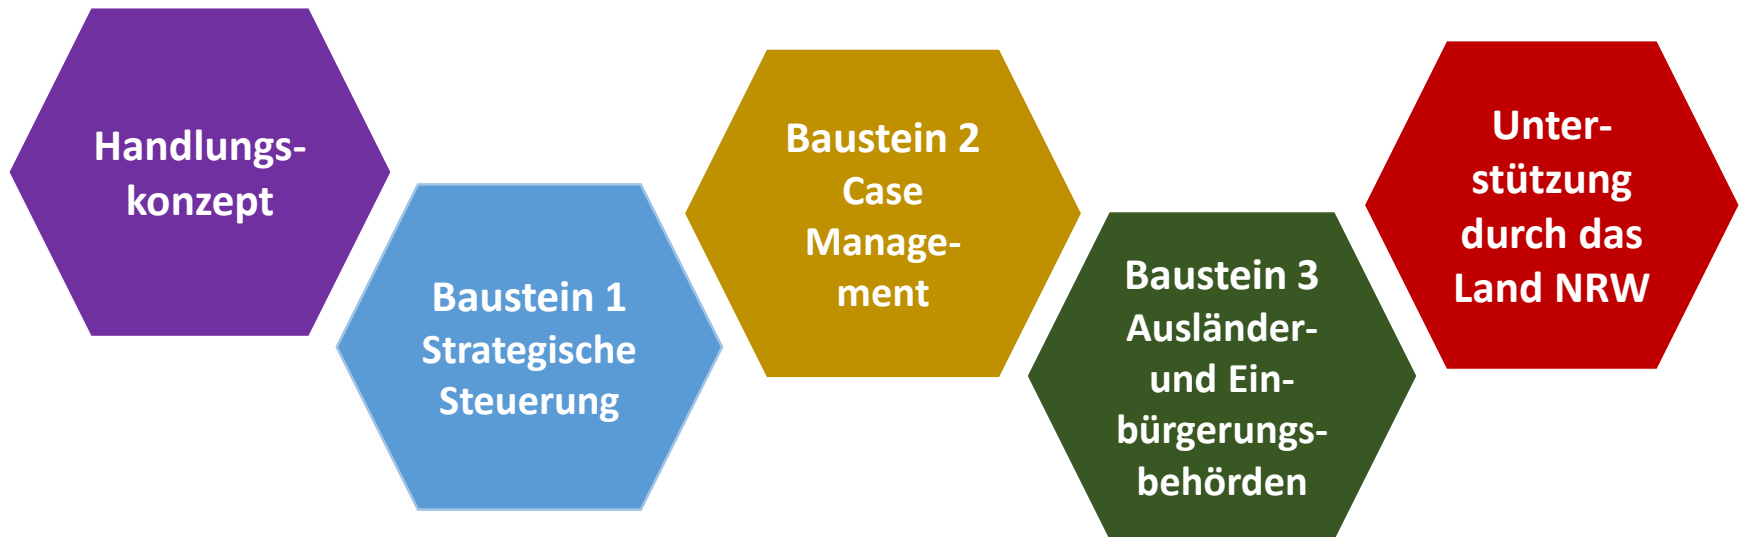 Handlungs-
konzept
Baustein 1
Strategische
Steuerung
Baustein 2
Case
Manage-
ment
Baustein 3
Ausländer-
und Ein-
bürgerungs-
behörden
Unter-
stützung
durch das
Land NRW